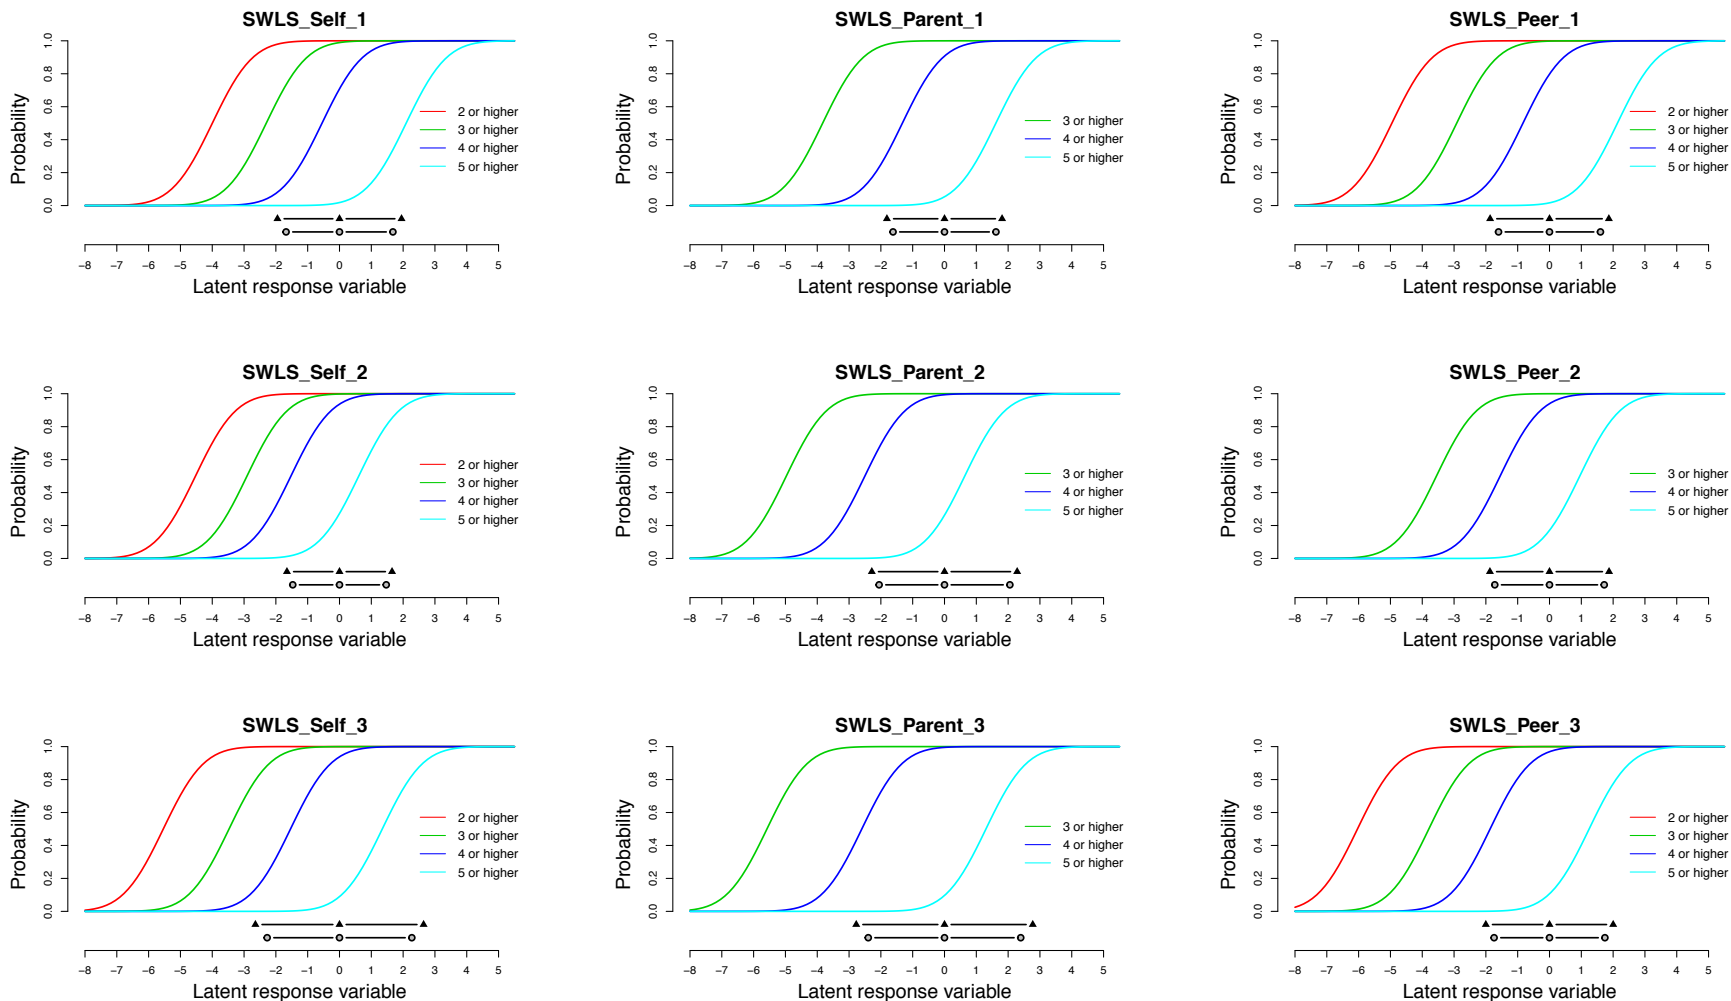 SWLS_Self_1
Probability
0.0 0.2 0.4 0.6 0.8 1.0
2 or higher
3 or higher
4 or higher
5 or higher
−8 −7 −6 −5 −4 −3 −2 −1 0 1 2 3 4 5
Latent response variable
SWLS_Parent_1
Probability
0.0 0.2 0.4 0.6 0.8 1.0
3 or higher
4 or higher
5 or higher
−8 −7 −6 −5 −4 −3 −2 −1 0 1 2 3 4 5
Latent response variable
SWLS_Peer_1
Probability
0.0 0.2 0.4 0.6 0.8 1.0
2 or higher
3 or higher
4 or higher
5 or higher
−8 −7 −6 −5 −4 −3 −2 −1 0 1 2 3 4 5
Latent response variable
SWLS_Self_2
Probability
0.0 0.2 0.4 0.6 0.8 1.0
2 or higher
3 or higher
4 or higher
5 or higher
−8 −7 −6 −5 −4 −3 −2 −1 0 1 2 3 4 5
Latent response variable
SWLS_Parent_2
Probability
0.0 0.2 0.4 0.6 0.8 1.0
3 or higher
4 or higher
5 or higher
−8 −7 −6 −5 −4 −3 −2 −1 0 1 2 3 4 5
Latent response variable
SWLS_Peer_2
Probability
0.0 0.2 0.4 0.6 0.8 1.0
3 or higher
4 or higher
5 or higher
−8 −7 −6 −5 −4 −3 −2 −1 0 1 2 3 4 5
Latent response variable
SWLS_Self_3
Probability
0.0 0.2 0.4 0.6 0.8 1.0
2 or higher
3 or higher
4 or higher
5 or higher
−8 −7 −6 −5 −4 −3 −2 −1 0 1 2 3 4 5
Latent response variable
SWLS_Parent_3
Probability
0.0 0.2 0.4 0.6 0.8 1.0
3 or higher
4 or higher
5 or higher
−8 −7 −6 −5 −4 −3 −2 −1 0 1 2 3 4 5
Latent response variable
SWLS_Peer_3
Probability
0.0 0.2 0.4 0.6 0.8 1.0
2 or higher
3 or higher
4 or higher
5 or higher
−8 −7 −6 −5 −4 −3 −2 −1 0 1 2 3 4 5
Latent response variable